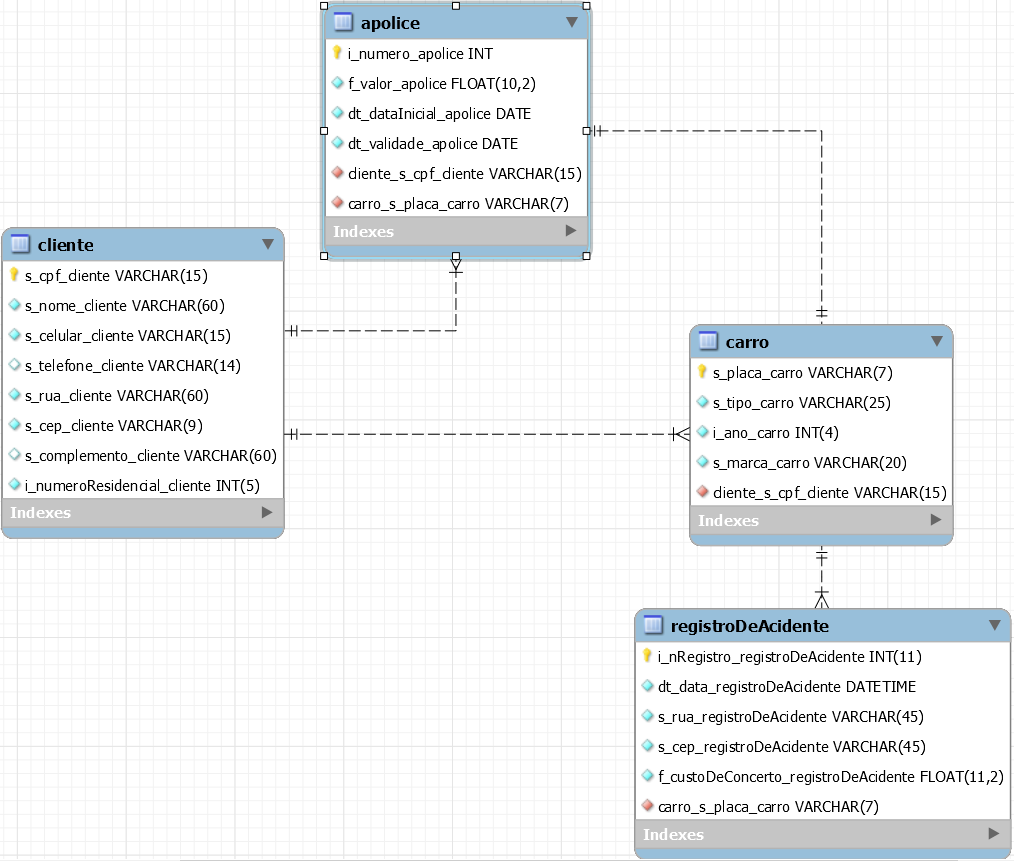 apolice
i_numero_apolice INT
f_valor_apolice FLOAT(10,2)
dt_dataInicial_apolice DATE
dt_validade_apolice DATE
cliente_s_cpf_cliente VARCHAR(15)
carro_s_placa_carro VARCHAR(7)
Indexes
cliente
s_cpf_cliente VARCHAR(15)
s_nome_cliente VARCHAR(60)
s_celular_cliente VARCHAR(15)
s_telefone_cliente VARCHAR(14)
s_rua_cliente VARCHAR(60)
s_cep_cliente VARCHAR(9)
s_complemento_cliente VARCHAR(60)
i_numeroResidencial_cliente INT(5)
Indexes
carro
s_placa_carro VARCHAR(7)
s_tipo_carro VARCHAR(25)
i_ano_carro INT(4)
s_marca_carro VARCHAR(20)
cliente_s_cpf_cliente VARCHAR(15)
Indexes
registroDeAcidente
i_nRegistro_registroDeAcidente INT(11)
dt_data_registroDeAcidente DATETIME
s_rua_registroDeAcidente VARCHAR(45)
s_cep_registroDeAcidente VARCHAR(45)
f_custoDeConcerto_registroDeAcidente FLOAT(11,2)
carro_s_placa_carro VARCHAR(7)
Indexes